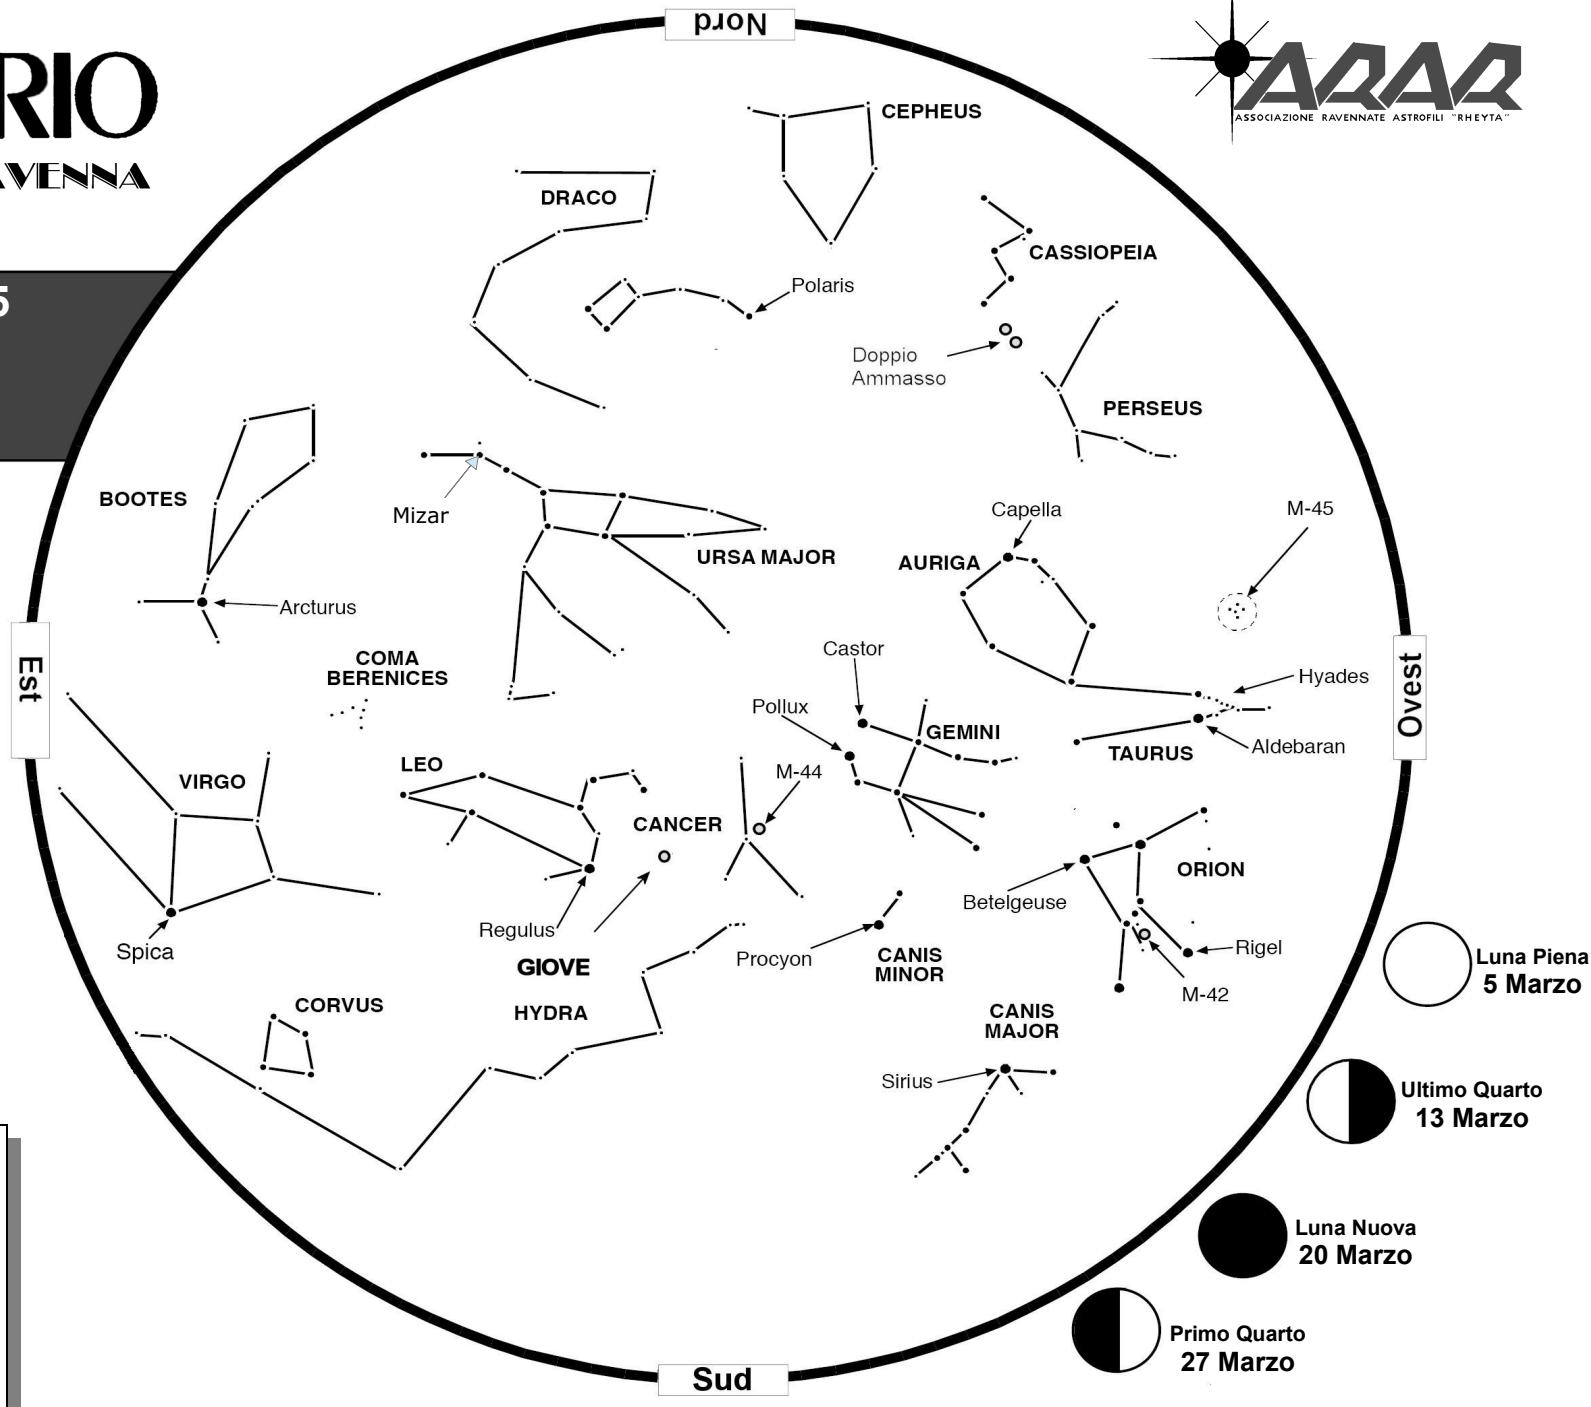 Nord
RIO
AVENNA
5
ARAR
ASSOCIAZIONE RAVENNATE ASTROFILI "RHEYTA"
CEPHEUS
DRACO
CASSIOPEIA
Polaris
Doppio
Ammasso
PERSEUS
BOOTES
Mizar
Capella
M-45
URSA MAJOR
AURIGA
Arcturus
Est
COMA
BERENICES
Castor
Ovest
Hyades
Pollux
GEMINI
TAURUS
Aldebaran
LEO
M-44
VIRGO
CANCER
ORION
Betelgeuse
Regulus
Spica
Procyon
CANIS
MINOR
Rigel
GIOVE
M-42
CORVUS
HYDRA
CANIS
MAJOR
Sirius
Luna Piena
5 Marzo
Ultimo Quarto
13 Marzo
Luna Nuova
20 Marzo
Primo Quarto
27 Marzo
Sud